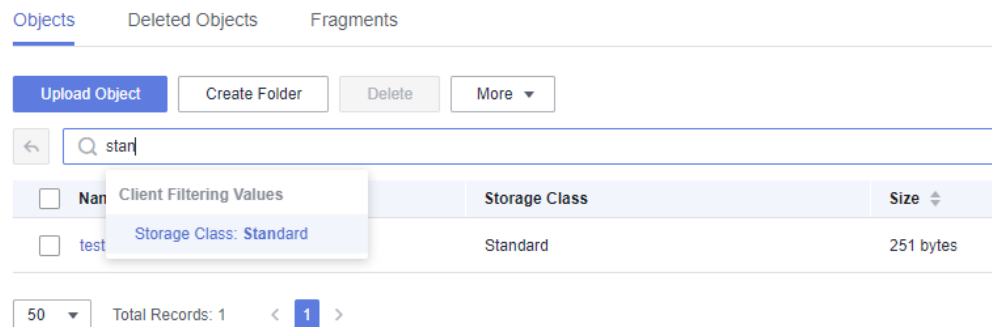 Objects Deleted Objects Fragments
Upload Object Create Folder Delete More
stan
Client Filtering Values
Storage Class: Standard
Nan Storage Class Size
test Standard 251 bytes
50 Total Records: 1 1